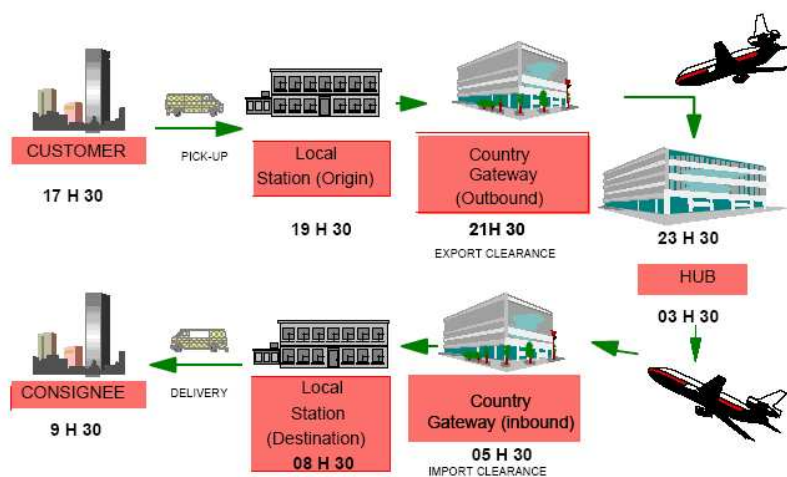 CUSTOMER
17 H 30
PICK-UP
Local
Station (Origin)
19 H 30
Country
Gateway
(Outbound)
21H 30
EXPORT CLEARANCE
23 H 30
HUB
03 H 30
Country
Gateway (inbound)
05 H 30
IMPORT CLEARANCE
Local
Station
(Destination)
08 H 30
DELIVERY
CONSIGNEE
9 H 30